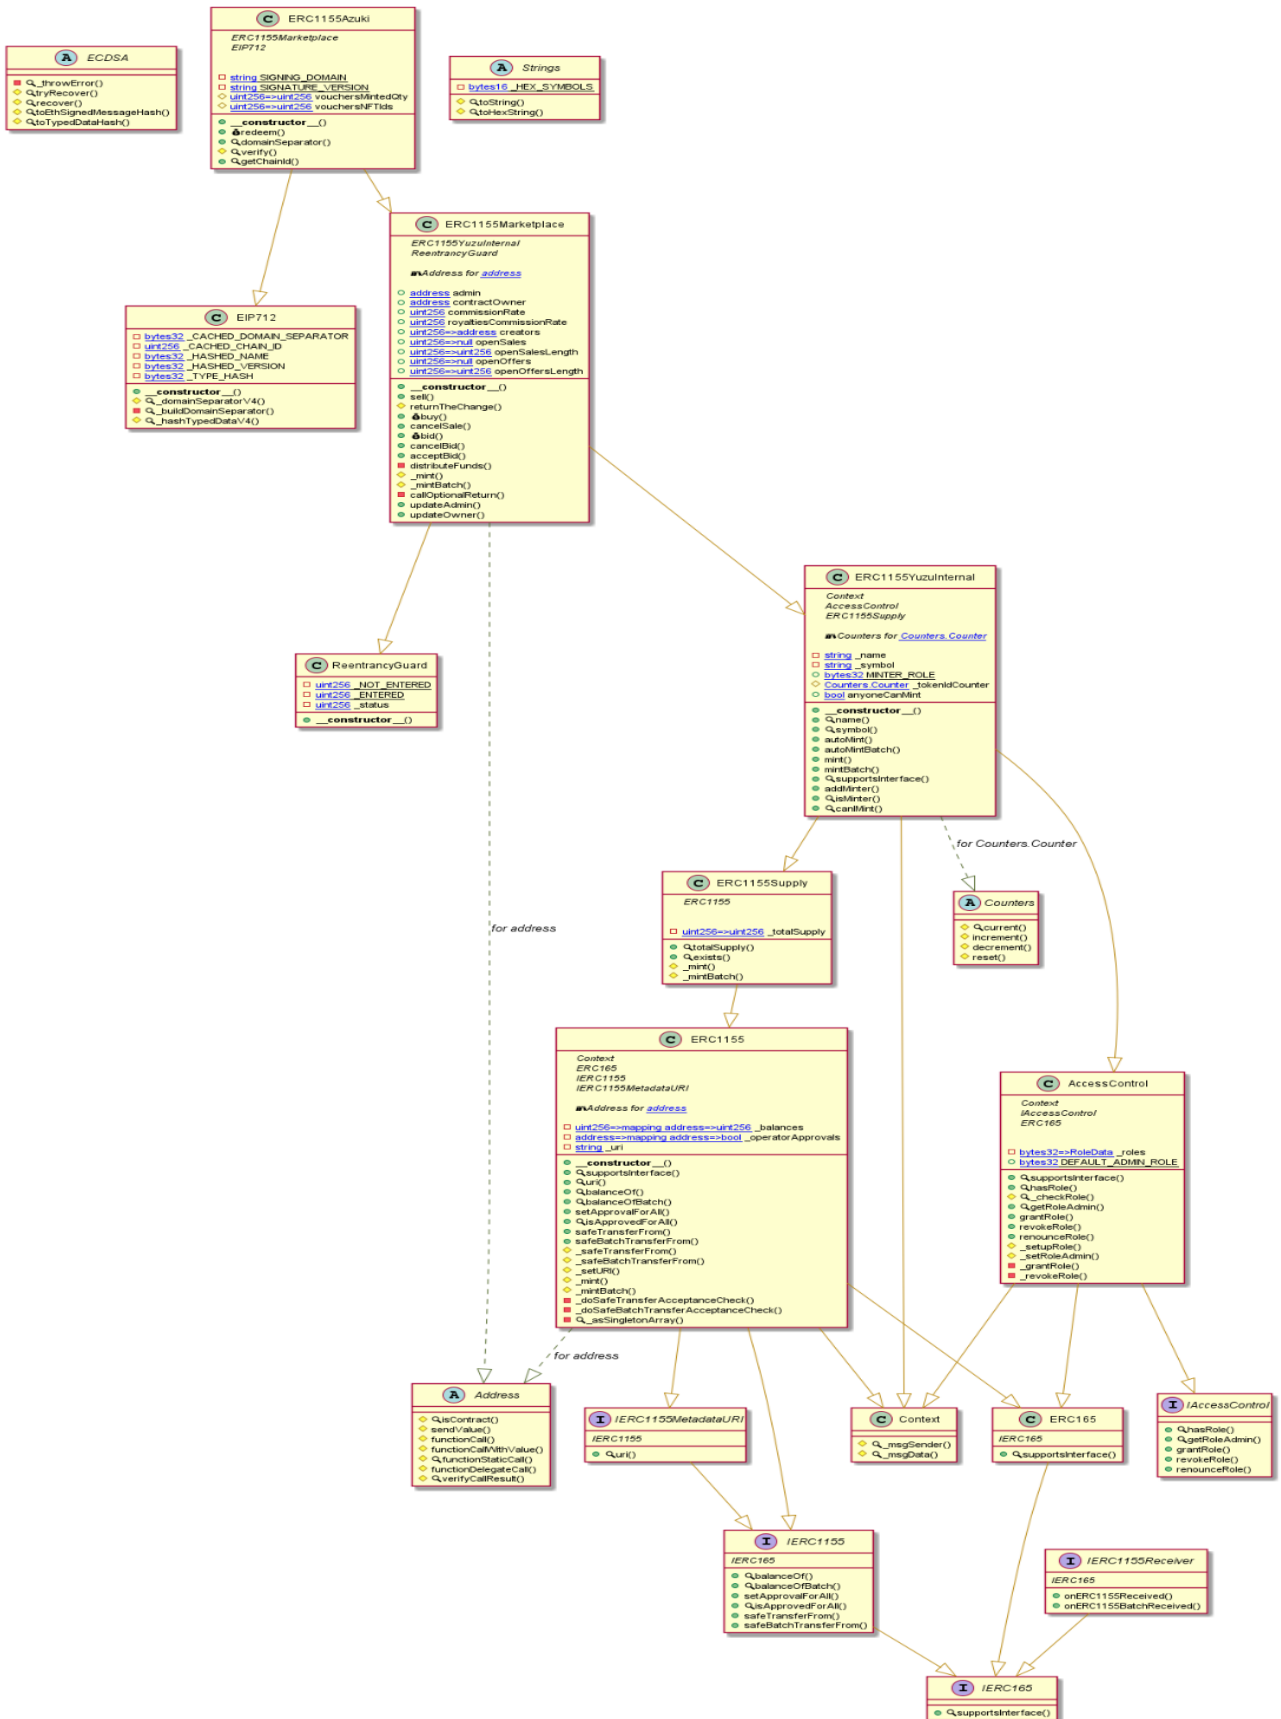 C ERC1155Azuki
ERC1155Marketplace
EIP712
string SIGNING_DOMAIN
string SIGNATURE_VERSION
uint256=>uint256 vouchersMintedQty
uint256=>uint256 vouchersNFTIds
__constructor__()
redeem()
domainSeparator()
verify()
getChainId()
A ECDSA
_throwError()
tryRecover()
recover()
toEthSignedMessageHash()
toTypedDataHash()
A Strings
bytes16 _HEX_SYMBOLS
toString()
toHexString()
C ERC1155Marketplace
ERC1155YuzuInternal
ReentrancyGuard
Address for address
address admin
address contractOwner
uint256 commissionRate
uint256 royaltiesCommissionRate
uint256=>address creators
uint256=>null openSales
uint256=>uint256 openSalesLength
uint256=>null openOffers
uint256=>uint256 openOffersLength
__constructor__()
sell()
returnTheChange()
buy()
cancelSale()
bid()
cancelBid()
acceptBid()
distributeFunds()
_mint()
_mintBatch()
callOptionalReturn()
updateAdmin()
updateOwner()
C EIP712
bytes32 _CACHED_DOMAIN_SEPARATOR
uint256 _CACHED_CHAIN_ID
bytes32 _HASHED_NAME
bytes32 _HASHED_VERSION
bytes32 _TYPE_HASH
__constructor__()
_domainSeparatorV4()
_buildDomainSeparator()
_hashTypedDataV4()
C ERC1155YuzuInternal
Context
AccessControl
ERC1155Supply
Counters for Counters.Counter
string _name
string _symbol
bytes32 MINTER_ROLE
Counters.Counter _tokenIdCounter
bool anyoneCanMint
__constructor__()
name()
symbol()
autoMint()
autoMintBatch()
mint()
mintBatch()
supportsInterface()
addMinter()
isMinter()
canIMint()
C ReentrancyGuard
uint256 _NOT_ENTERED
uint256 _ENTERED
uint256 _status
__constructor__()
for Counters.Counter
C ERC1155Supply
ERC1155
uint256=>uint256 _totalSupply
totalSupply()
exists()
_mint()
_mintBatch()
A Counters
current()
increment()
decrement()
reset()
for address
C ERC1155
Context
ERC165
IERC1155
IERC1155MetadataURI
Address for address
uint256=>mapping address=>uint256 _balances
address=>mapping address=>bool _operatorApprovals
string _uri
__constructor__()
supportsInterface()
uri()
balanceOf()
balanceOfBatch()
setApprovalForAll()
isApprovedForAll()
safeTransferFrom()
safeBatchTransferFrom()
_safeTransferFrom()
_safeBatchTransferFrom()
_setURI()
_mint()
_mintBatch()
_doSafeTransferAcceptanceCheck()
_doSafeBatchTransferAcceptanceCheck()
_asSingletonArray()
C AccessControl
Context
IAccessControl
ERC165
bytes32=>RoleData _roles
bytes32 DEFAULT_ADMIN_ROLE
supportsInterface()
hasRole()
_checkRole()
getRoleAdmin()
grantRole()
revokeRole()
renounceRole()
_setupRole()
_setRoleAdmin()
_grantRole()
_revokeRole()
for address
A Address
isContract()
sendValue()
functionCall()
functionCallWithValue()
functionStaticCall()
functionDelegateCall()
verifyCallResult()
I IERC1155MetadataURI
IERC1155
uri()
C Context
_msgSender()
_msgData()
C ERC165
IERC165
supportsInterface()
I IAccessControl
hasRole()
getRoleAdmin()
grantRole()
revokeRole()
renounceRole()
I IERC1155
IERC165
balanceOf()
balanceOfBatch()
setApprovalForAll()
isApprovedForAll()
safeTransferFrom()
safeBatchTransferFrom()
I IERC1155Receiver
IERC165
onERC1155Received()
onERC1155BatchReceived()
I IERC165
supportsInterface()